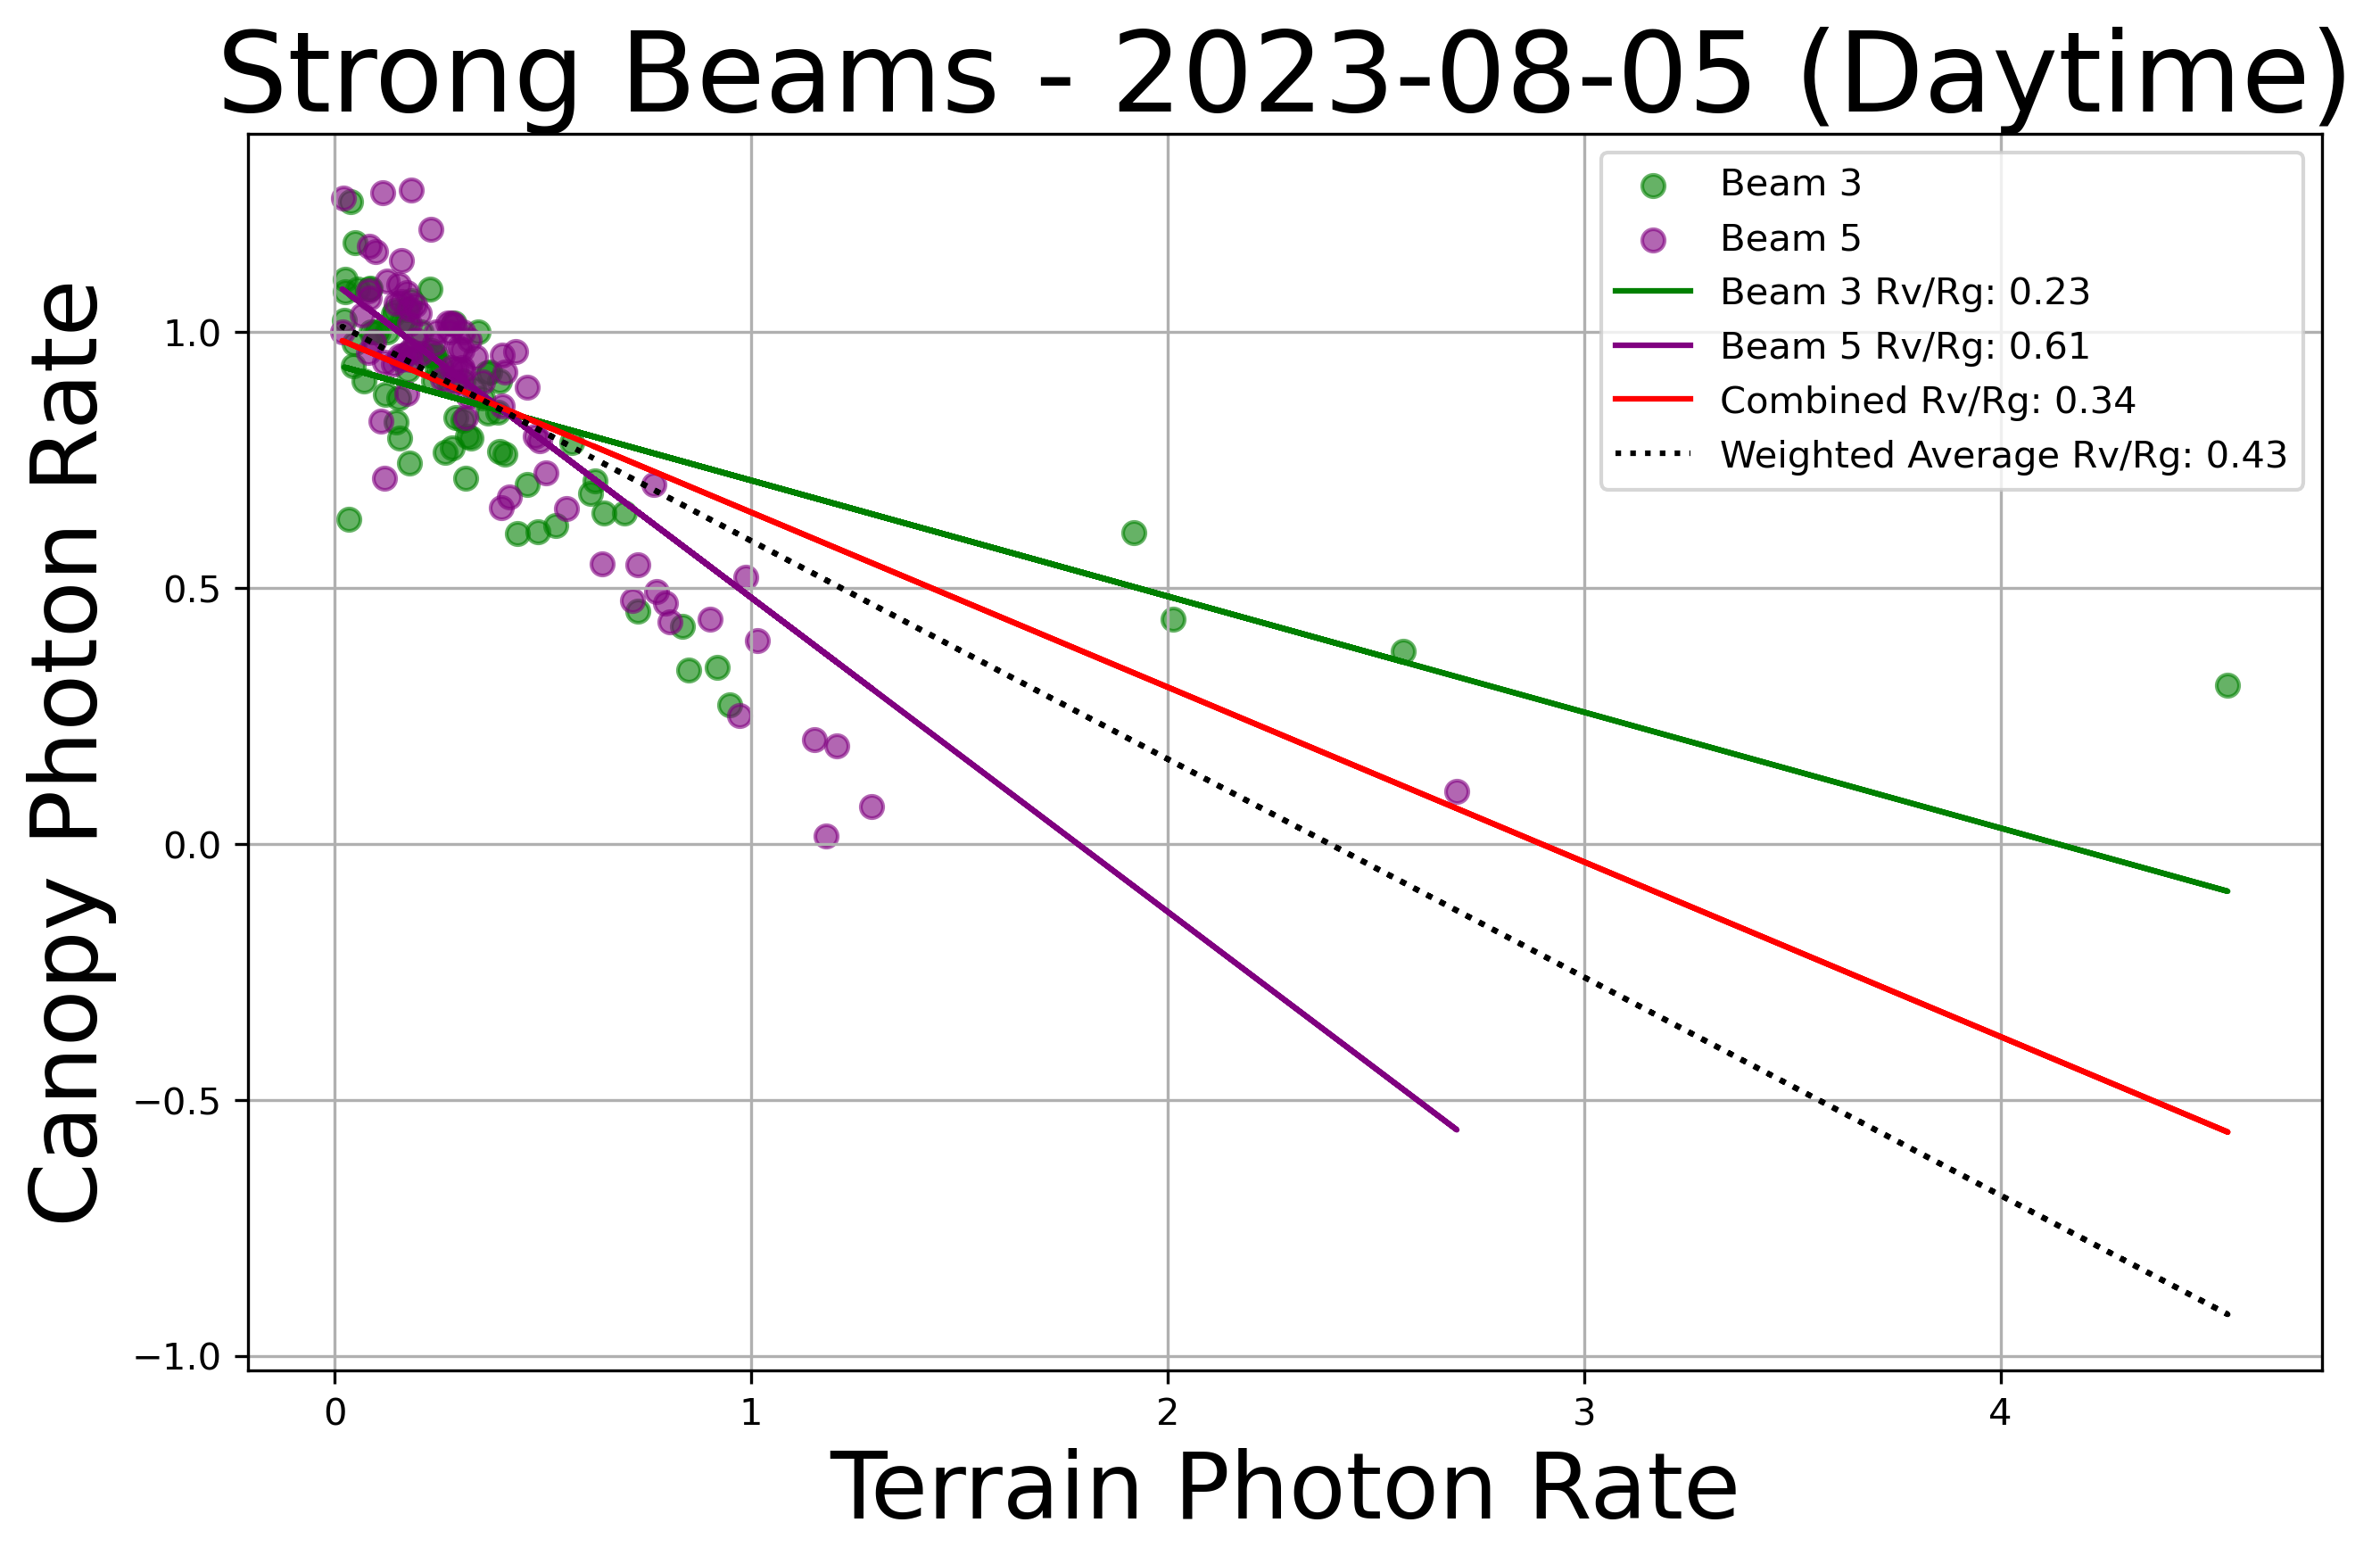 Strong Beams - 2023-08-05 (Daytime)
Canopy Photon Rate
1.0
0.5
0.0
−0.5
−1.0
Beam 3
Beam 5
Beam 3 Rv/Rg: 0.23
Beam 5 Rv/Rg: 0.61
Combined Rv/Rg: 0.34
Weighted Average Rv/Rg: 0.43
0 1 2 3 4
Terrain Photon Rate